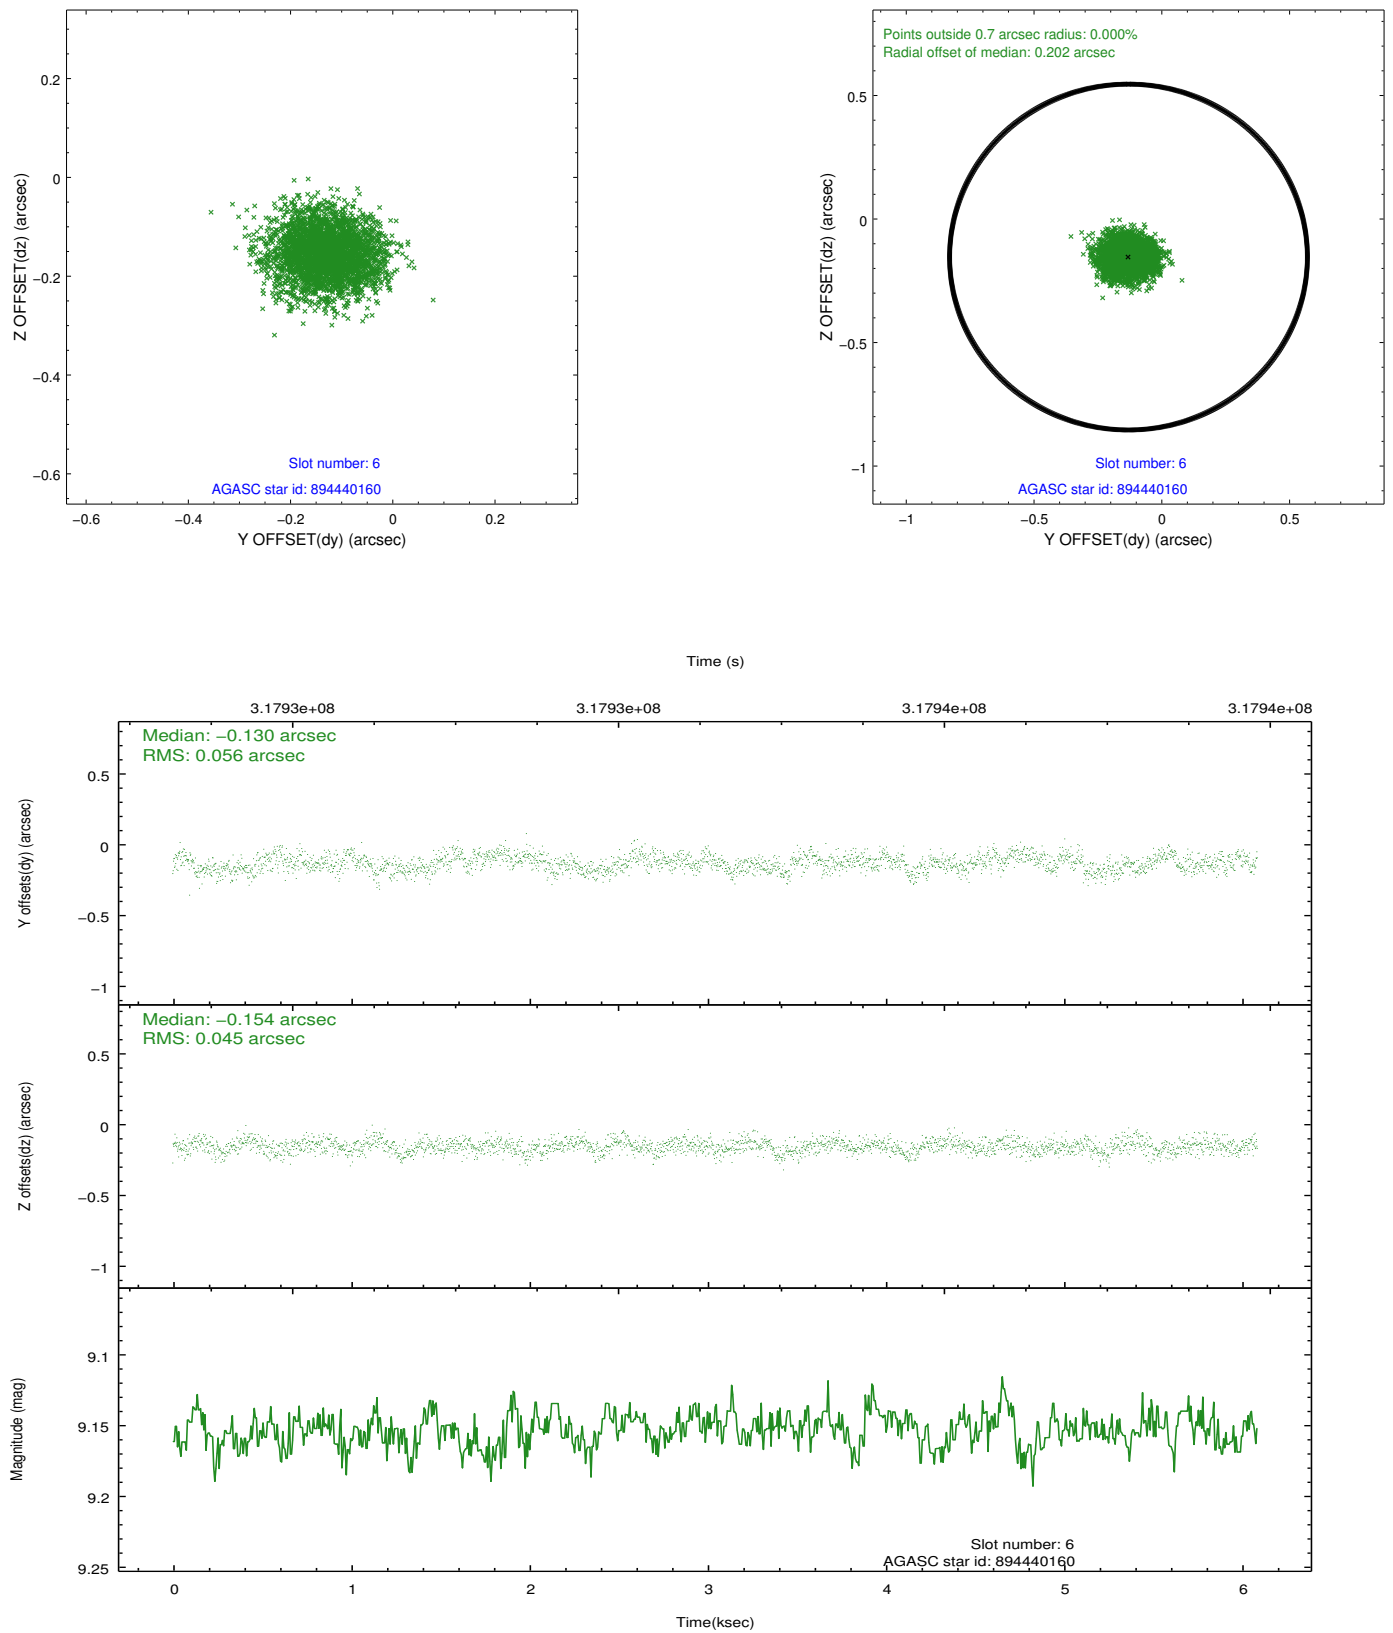 0.2
0
−0.2
−0.4
−0.6
Z OFFSET(dz) (arcsec)
Slot number: 6
AGASC star id: 894440160
−0.6 −0.4 −0.2 0 0.2
Y OFFSET(dy) (arcsec)
Points outside 0.7 arcsec radius: 0.000%
Radial offset of median: 0.202 arcsec
0.5
0
−0.5
−1
Z OFFSET(dz) (arcsec)
Slot number: 6
AGASC star id: 894440160
−1 −0.5 0 0.5
Y OFFSET(dy) (arcsec)
Time (s)
3.1793e+08 3.1793e+08 3.1794e+08 3.1794e+08
Median: −0.130 arcsec
RMS: 0.056 arcsec
0.5
0
−0.5
−1
Y offsets(dy) (arcsec)
Median: −0.154 arcsec
RMS: 0.045 arcsec
0.5
0
−0.5
−1
Z offsets(dz) (arcsec)
9.1
9.15
9.2
9.25
Magnitude (mag)
Slot number: 6
AGASC star id: 894440160
0 1 2 3 4 5 6
Time(ksec)